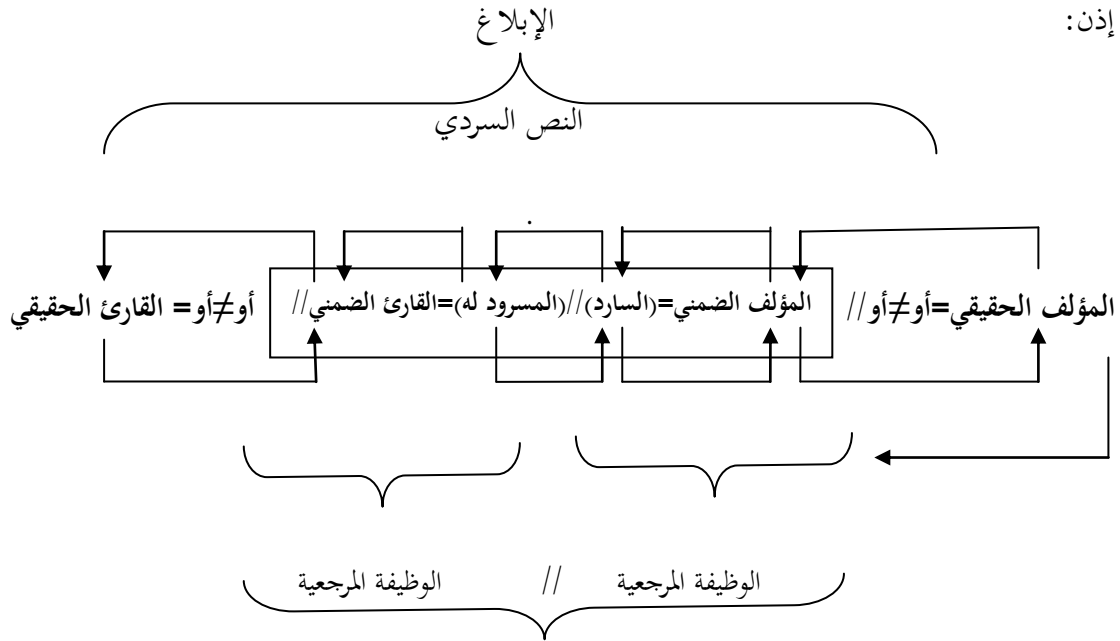 إذن:
الإبلاغ
النص السردي
المؤلف الحقيقي=أو≠أو // المؤلف الضمني=(السارد)//(المسرود له)=القارئ الضمني// أو≠أو= القارئ الحقيقي
الوظيفة المرجعية // الوظيفة المرجعية